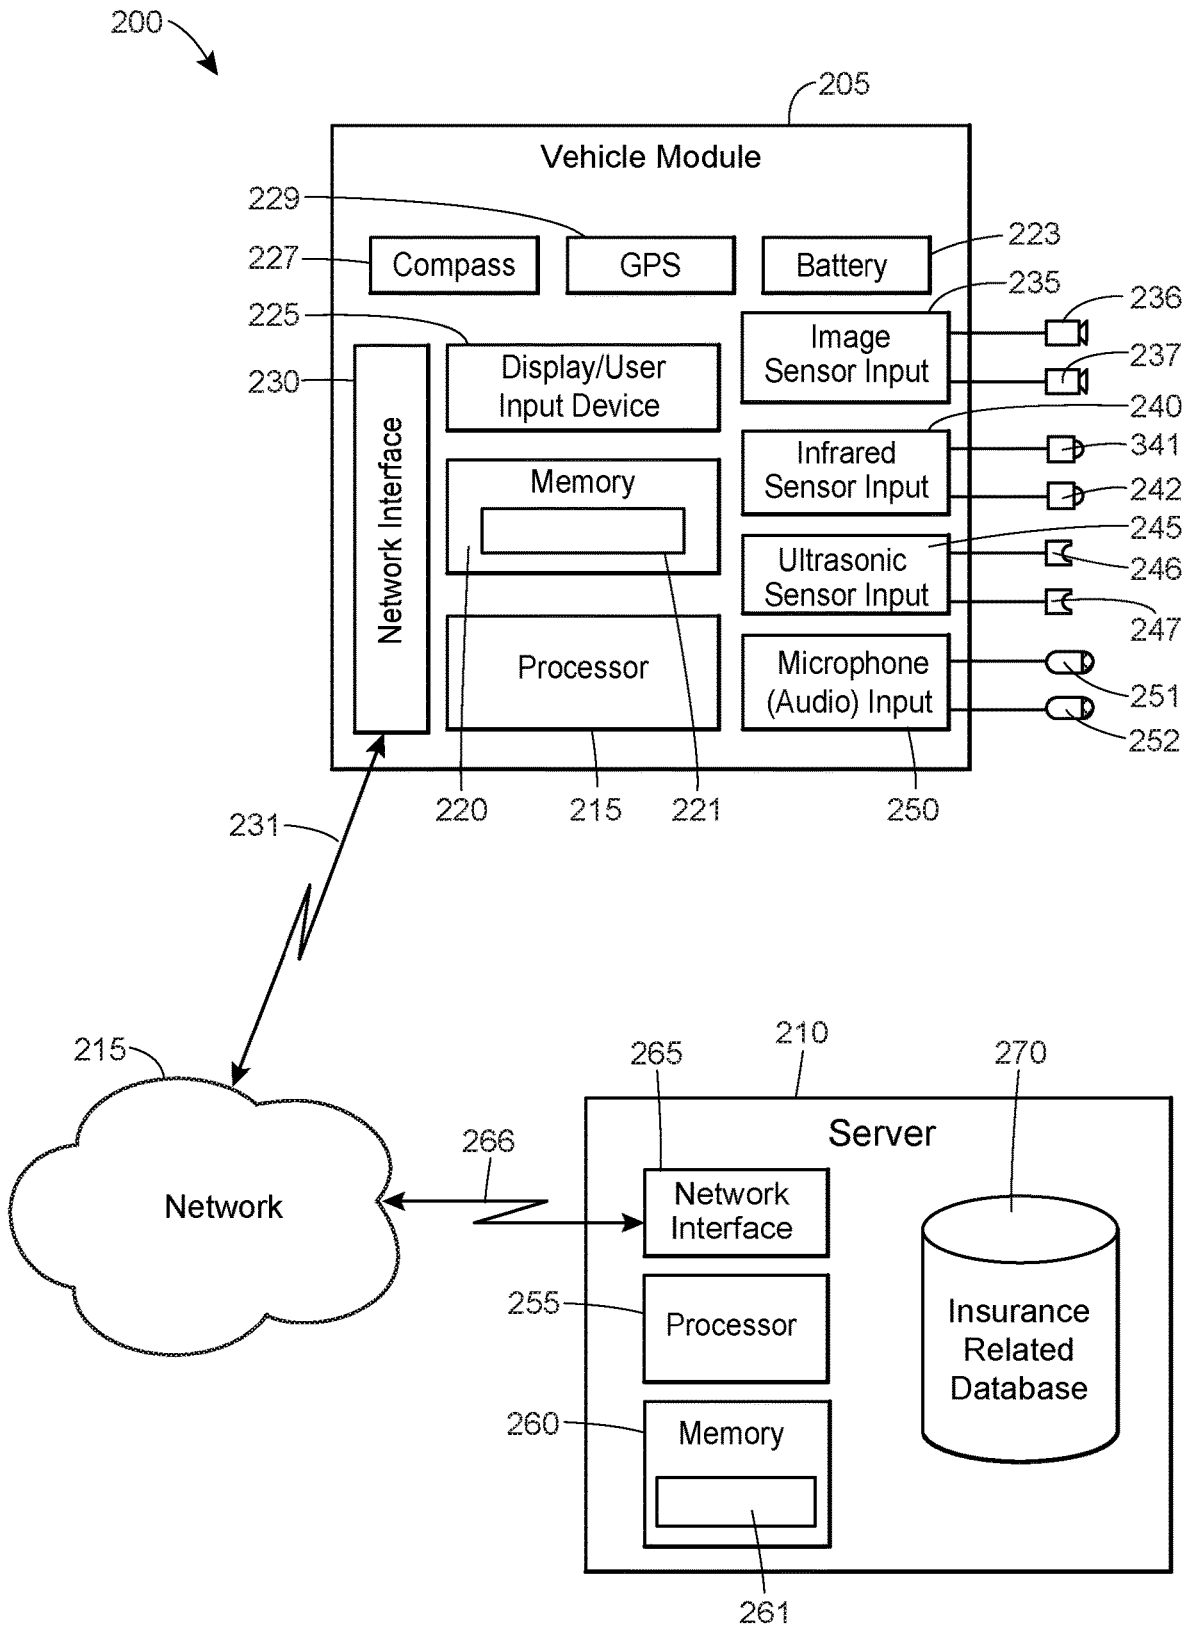 200
205
Vehicle Module
229
227
Compass
GPS
Battery
223
235
225
230
Display/User
Input Device
Image
Sensor Input
236
237
240
Network Interface
Memory
Infrared
Sensor Input
341
242
245
Ultrasonic
Sensor Input
246
247
Processor
Microphone
(Audio) Input
251
252
220
215
221
250
231
215
Network
266
265
210
270
Server
Network
Interface
255
Processor
Insurance
Related
Database
260
Memory
261